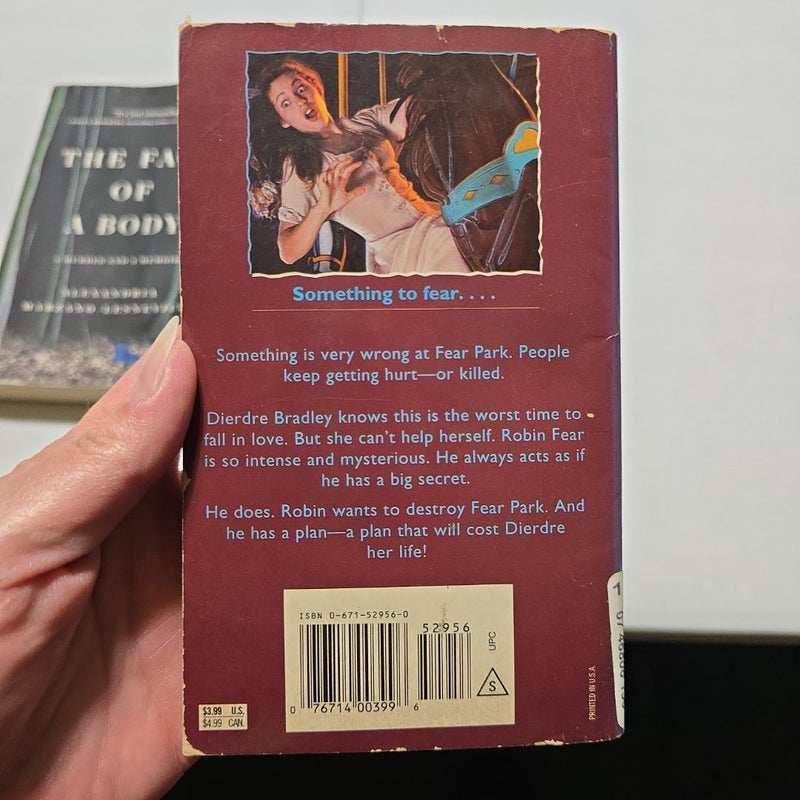 THE FA
OF
A BODY
Something to fear....
Something is very wrong at Fear Park. People
keep getting hurt—or killed.
Dierdre Bradley knows this is the worst time to
fall in love. But she can't help herself. Robin Fear
is so intense and mysterious. He always acts as if
he has a big secret.
He does. Robin wants to destroy Fear Park. And
he has a plan—a plan that will cost Dierdre
her life!
ISBN 0-671-52956-0
52956
UPC
S
0 76714 00399 6
$3.99 U.S.
$4.99 CAN.
PRINTED IN U.S.A.